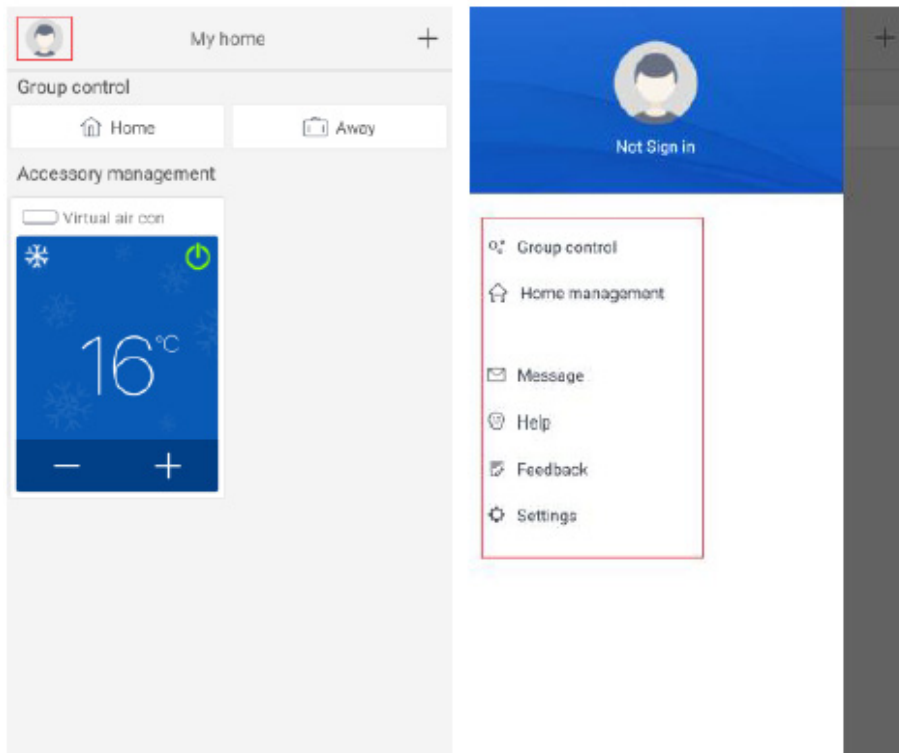 My home
Group control
Home
Away
Accessory management
Virtual air con
16°C
Not Sign in
Group control
Home management
Message
Help
Feedback
Settings